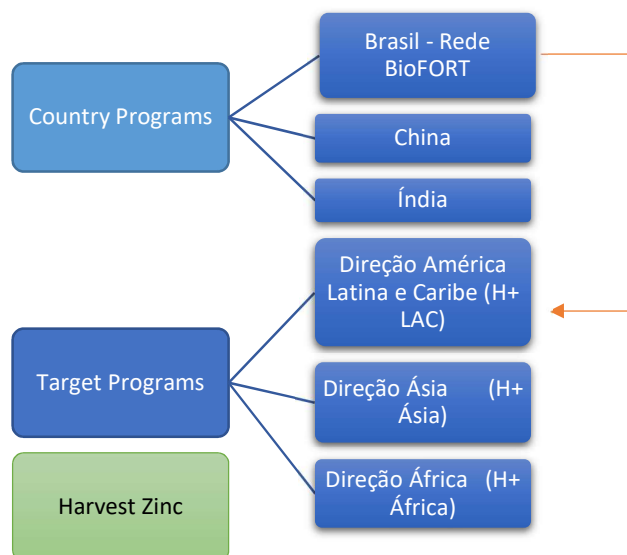 Country Programs
Brasil - Rede
BioFORT
China
Índia
Target Programs
Direção América
Latina e Caribe (H+
LAC)
Direção Ásia (H+
Ásia)
Direção África (H+
África)
Harvest Zinc